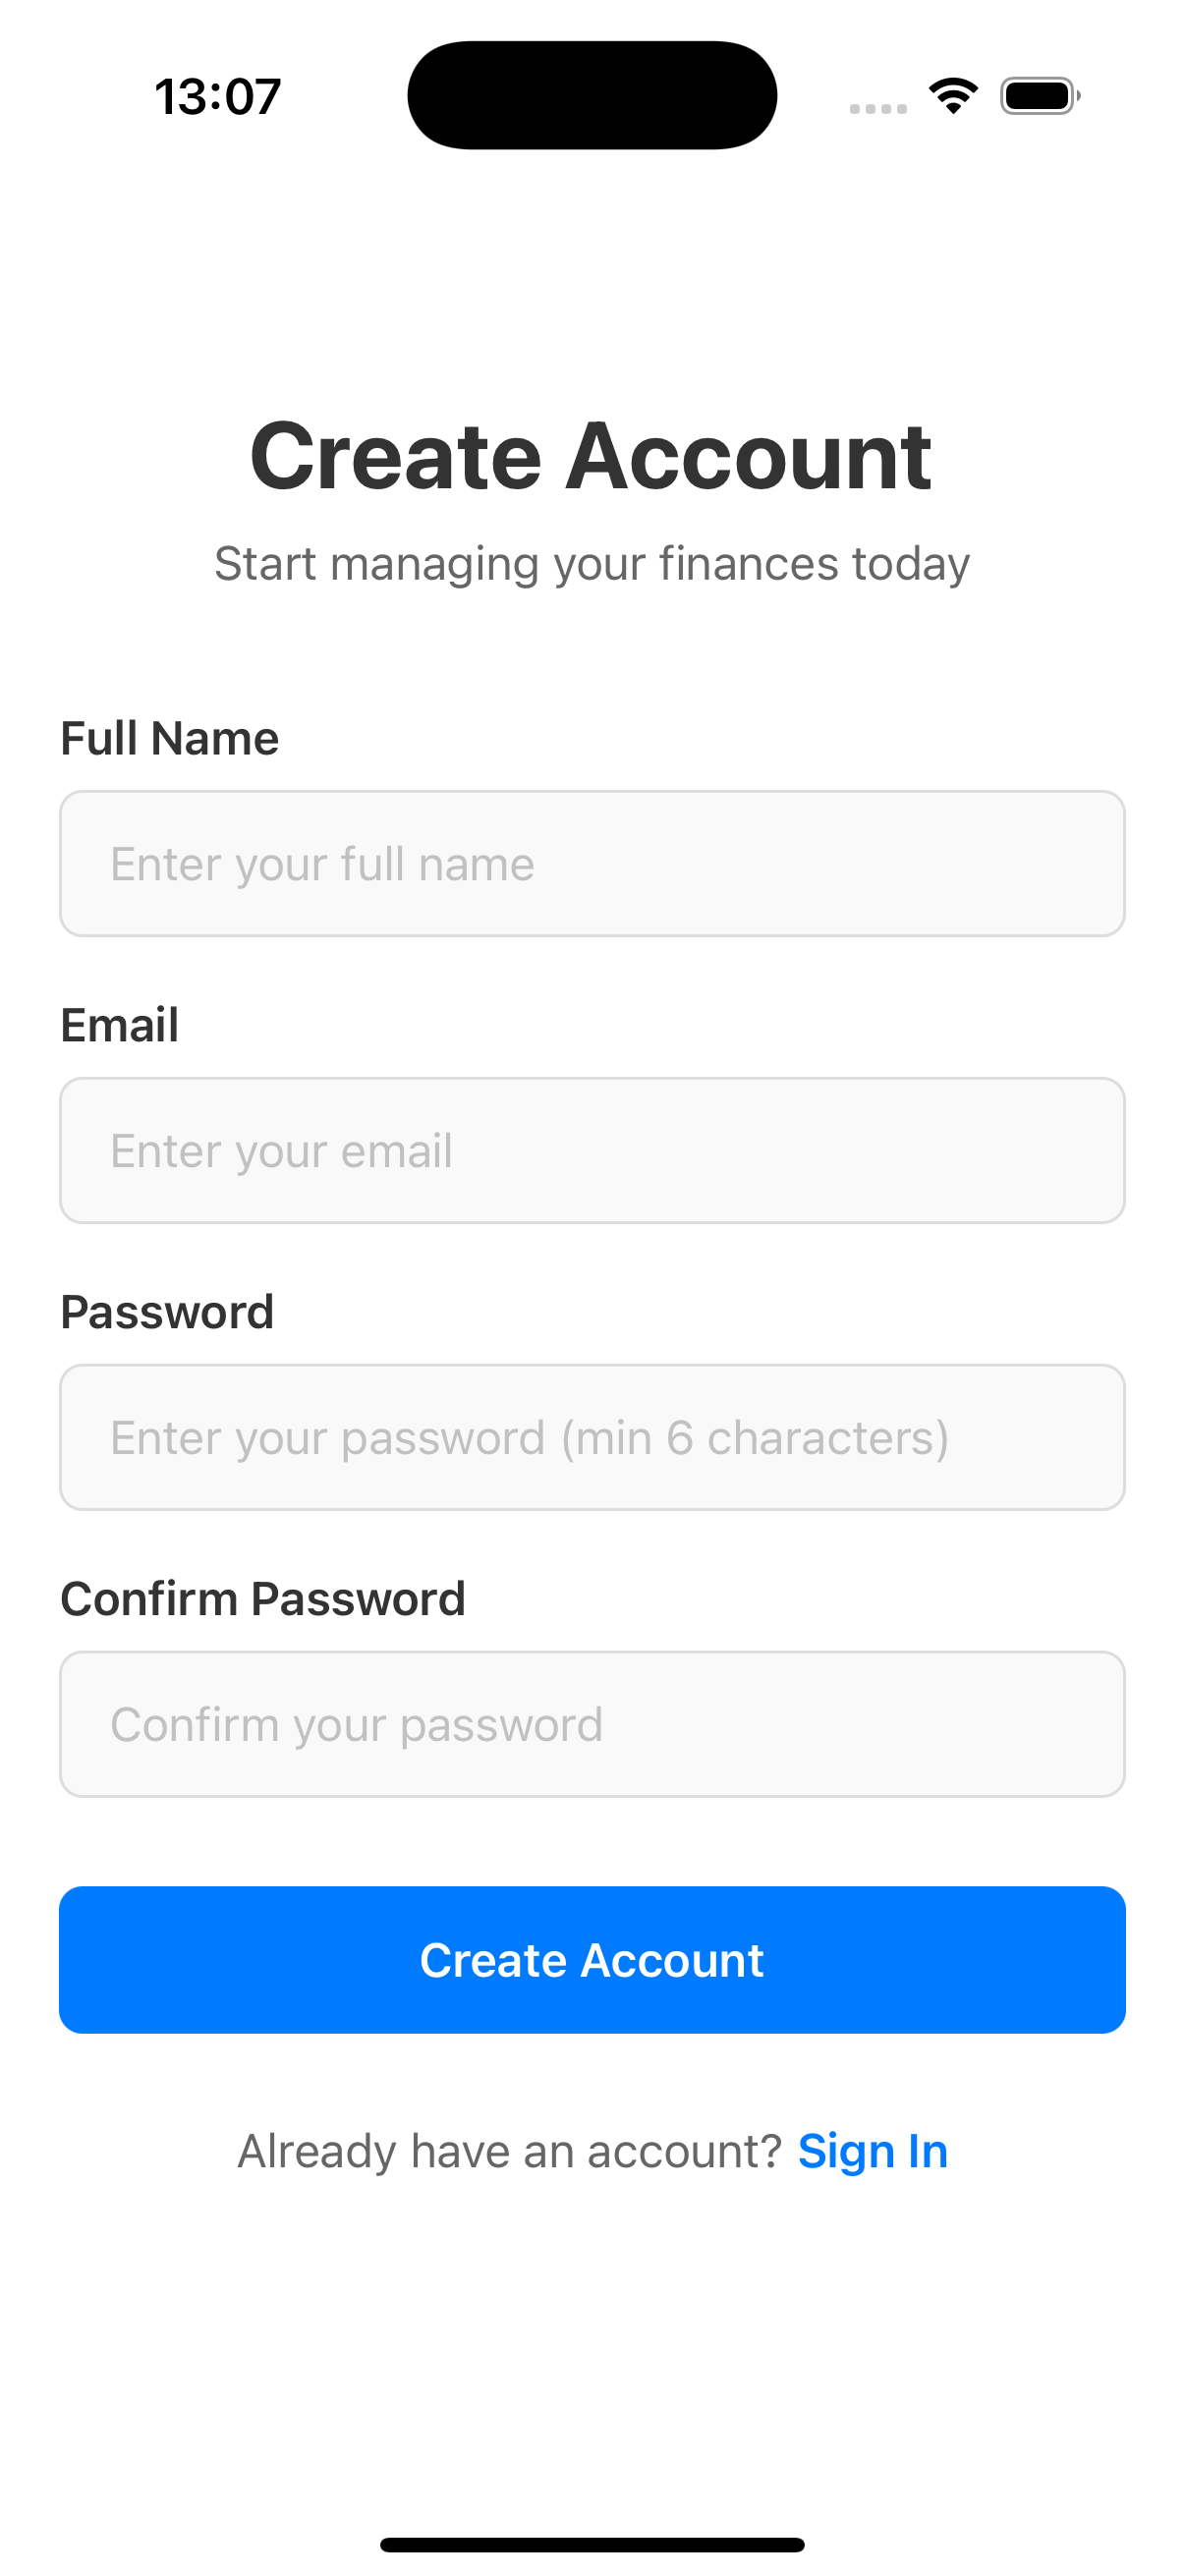 13:07
Create Account
Start managing your finances today
Full Name
Enter your full name
Email
Enter your email
Password
Enter your password (min 6 characters)
Confirm Password
Confirm your password
Create Account
Already have an account? Sign In